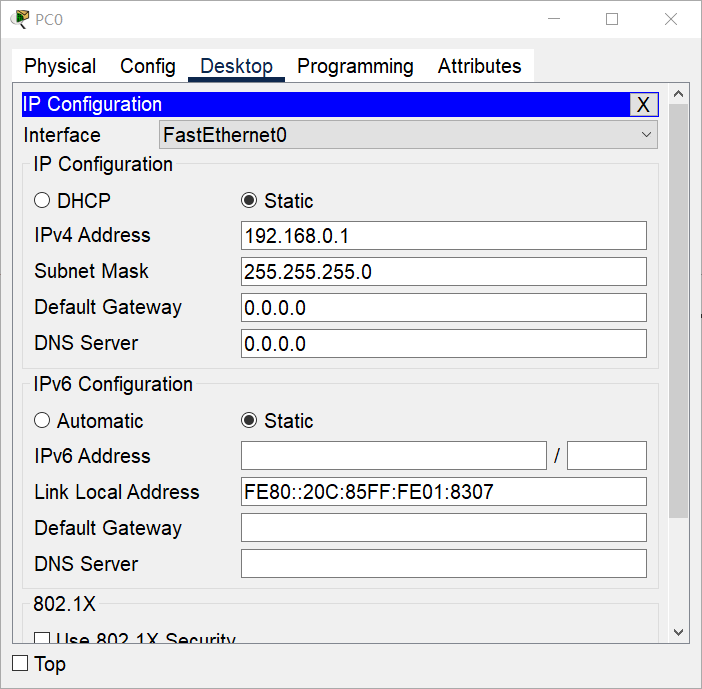 PC0
Physical Config Desktop Programming Attributes
IP Configuration X
Interface FastEthernet0
IP Configuration
DHCP Static
IPv4 Address 192.168.0.1
Subnet Mask 255.255.255.0
Default Gateway 0.0.0.0
DNS Server 0.0.0.0
IPv6 Configuration
Automatic Static
IPv6 Address /
Link Local Address FE80::20C:85FF:FE01:8307
Default Gateway
DNS Server
802.1X
Use 802.1X Security
Top